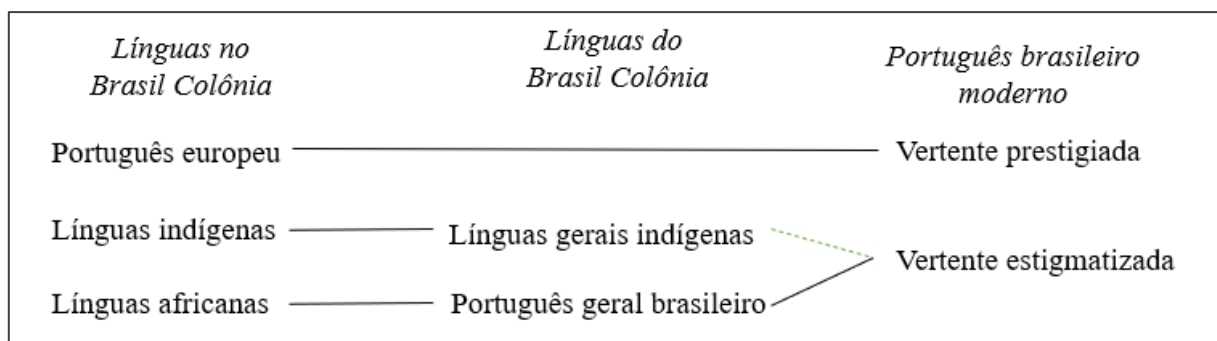 Línguas no
Brasil Colônia
Línguas do
Brasil Colônia
Português brasileiro
moderno
Português europeu
Vertente prestigiada
Línguas indígenas
Línguas gerais indígenas
Vertente estigmatizada
Línguas africanas
Português geral brasileiro